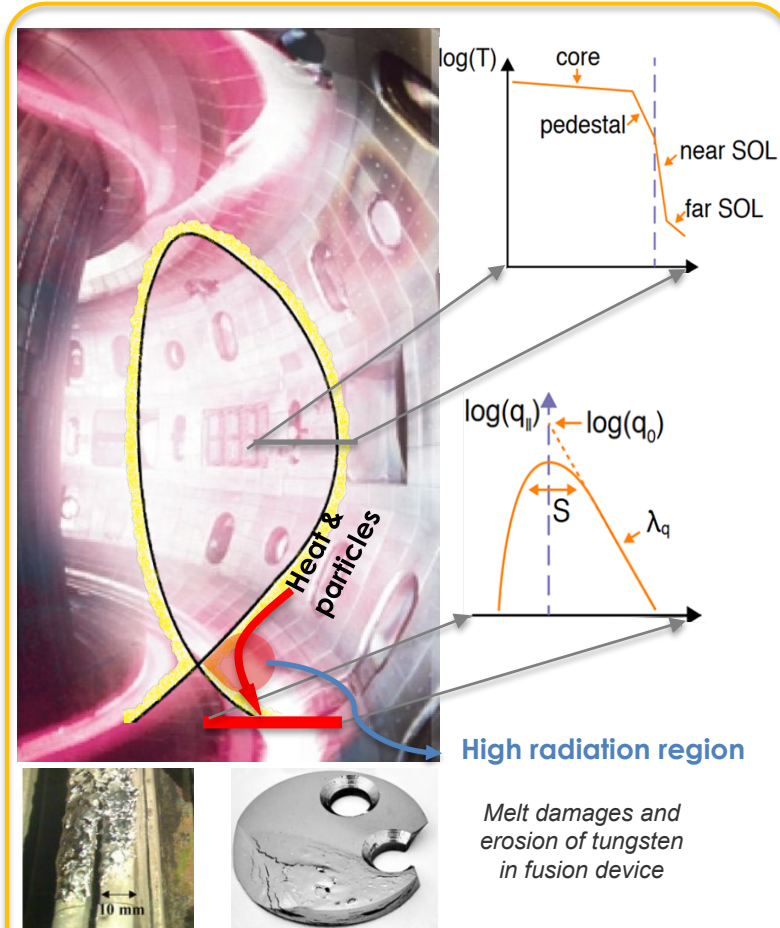 log(T)
core
pedestal
near SOL
far SOL
log(q||)
log(q0)
S
λq
Heat &
particles
High radiation region
Melt damages and
erosion of tungsten
in fusion device
10 mm